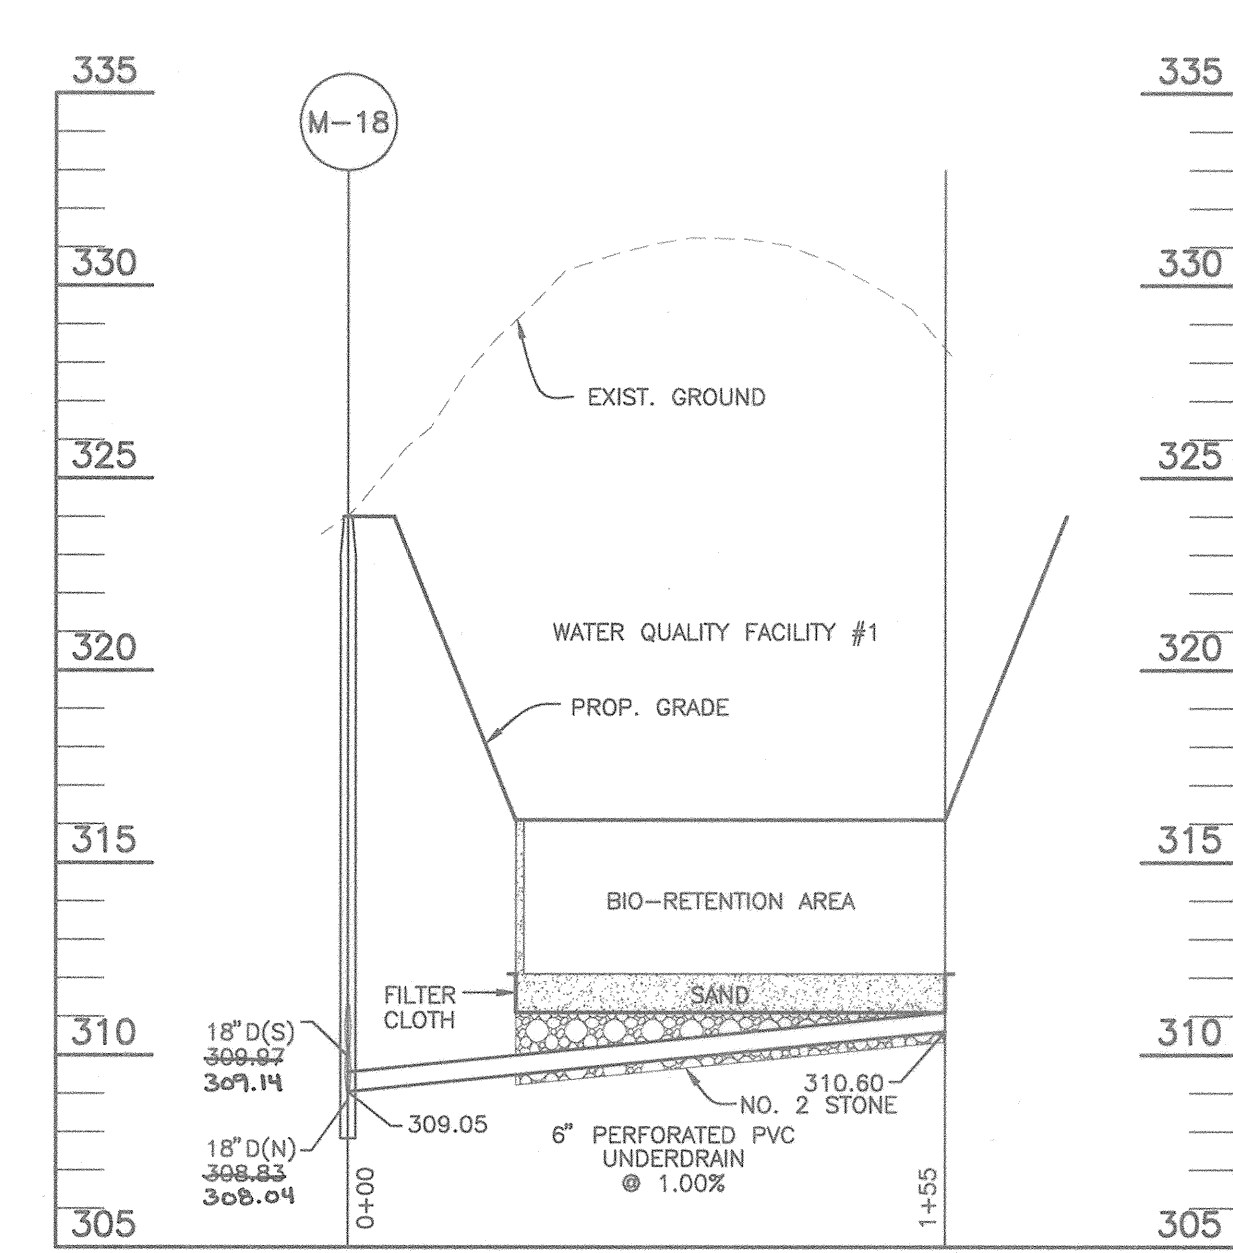 335
335
M-18
330
330
EXIST. GROUND
325
325
WATER QUALITY FACILITY #1
320
320
PROP. GRADE
315
315
BIO-RETENTION AREA
FILTER
CLOTH
SAND
310
310
18"D(S)
309.97
309.14
310.60
NO. 2 STONE
309.05
6" PERFORATED PVC
UNDERDRAIN
@ 1.00%
18"D(N)
308.83
308.04
0+00
1+55
305
305